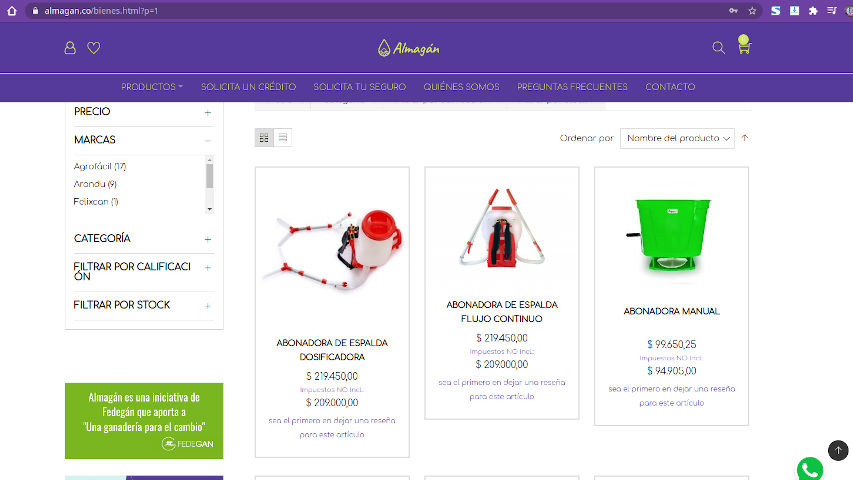 almagan.co/bienes.html?p=1
Almagán
PRODUCTOS
SOLICITA UN CRÉDITO
SOLICITA TU SEGURO
QUIÉNES SOMOS
PREGUNTAS FRECUENTES
CONTACTO
PRECIO
MARCAS
Agrofácil (17)
Arandu (9)
Felixcan (1)
CATEGORÍA
FILTRAR POR CALIFICACI
ÓN
FILTRAR POR STOCK
Almagán es una iniciativa de
Fedegán que aporta a
"Una ganadería para el cambio"
FEDEGAN
Ordenar por
Nombre del producto
ABONADORA DE ESPALDA
DOSIFICADORA
$ 219.450,00
Impuestos NO Incl.:
$ 209.000,00
sea el primero en dejar una reseña
para este artículo
ABONADORA DE ESPALDA
FLUJO CONTINUO
$ 219.450,00
Impuestos NO Incl.:
$ 209.000,00
sea el primero en dejar una reseña
para este artículo
ABONADORA MANUAL
$ 99.650,25
Impuestos NO Incl.:
$ 94.905,00
sea el primero en dejar una reseña
para este artículo